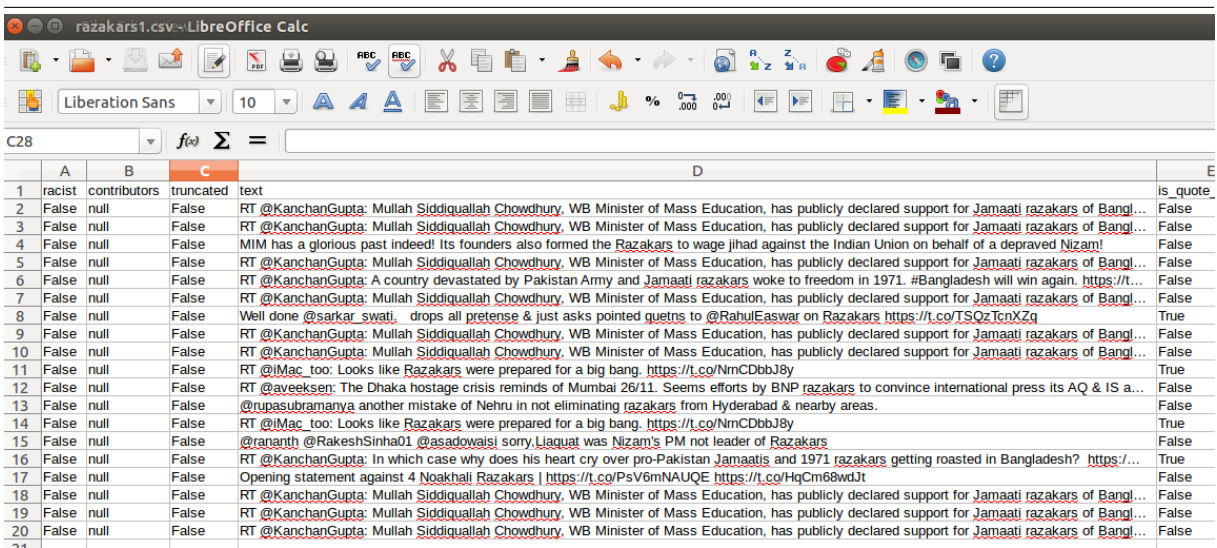 razakars1.csv - LibreOffice Calc
Liberation Sans 10
C28
A B C D E
1 racist contributors truncated text is_quote_
2 False null False RT @KanchanGupta: Mullah Siddiquallah Chowdhury, WB Minister of Mass Education, has publicly declared support for Jamaati razakars of Bangl… False
3 False null False RT @KanchanGupta: Mullah Siddiquallah Chowdhury, WB Minister of Mass Education, has publicly declared support for Jamaati razakars of Bangl… False
4 False null False MIM has a glorious past indeed! Its founders also formed the Razakars to wage jihad against the Indian Union on behalf of a depraved Nizam! False
5 False null False RT @KanchanGupta: Mullah Siddiquallah Chowdhury, WB Minister of Mass Education, has publicly declared support for Jamaati razakars of Bangl… False
6 False null False RT @KanchanGupta: A country devastated by Pakistan Army and Jamaati razakars woke to freedom in 1971. #Bangladesh will win again. https://t… False
7 False null False RT @KanchanGupta: Mullah Siddiquallah Chowdhury, WB Minister of Mass Education, has publicly declared support for Jamaati razakars of Bangl… False
8 False null False Well done @sarkar_swati, drops all pretense & just asks pointed quetns to @RahulEaswar on Razakars https://t.co/TSQzTcnXZq True
9 False null False RT @KanchanGupta: Mullah Siddiquallah Chowdhury, WB Minister of Mass Education, has publicly declared support for Jamaati razakars of Bangl… False
10 False null False RT @KanchanGupta: Mullah Siddiquallah Chowdhury, WB Minister of Mass Education, has publicly declared support for Jamaati razakars of Bangl… False
11 False null False RT @iMac_too: Looks like Razakars were prepared for a big bang. https://t.co/NrnCDbbJ8y True
12 False null False RT @aveeksen: The Dhaka hostage crisis reminds of Mumbai 26/11. Seems efforts by BNP razakars to convince international press its AQ & IS a… False
13 False null False @rupasubramanya another mistake of Nehru in not eliminating razakars from Hyderabad & nearby areas. False
14 False null False RT @iMac_too: Looks like Razakars were prepared for a big bang. https://t.co/NrnCDbbJ8y True
15 False null False @rananth @RakeshSinha01 @asadowaisi sorry,Liaquat was Nizam's PM not leader of Razakars False
16 False null False RT @KanchanGupta: In which case why does his heart cry over pro-Pakistan Jamaatis and 1971 razakars getting roasted in Bangladesh? https:/… True
17 False null False Opening statement against 4 Noakhali Razakars | https://t.co/PsV6mNAUQE https://t.co/HqCm68wdJt False
18 False null False RT @KanchanGupta: Mullah Siddiquallah Chowdhury, WB Minister of Mass Education, has publicly declared support for Jamaati razakars of Bangl… False
19 False null False RT @KanchanGupta: Mullah Siddiquallah Chowdhury, WB Minister of Mass Education, has publicly declared support for Jamaati razakars of Bangl… False
20 False null False RT @KanchanGupta: Mullah Siddiquallah Chowdhury, WB Minister of Mass Education, has publicly declared support for Jamaati razakars of Bangl… False